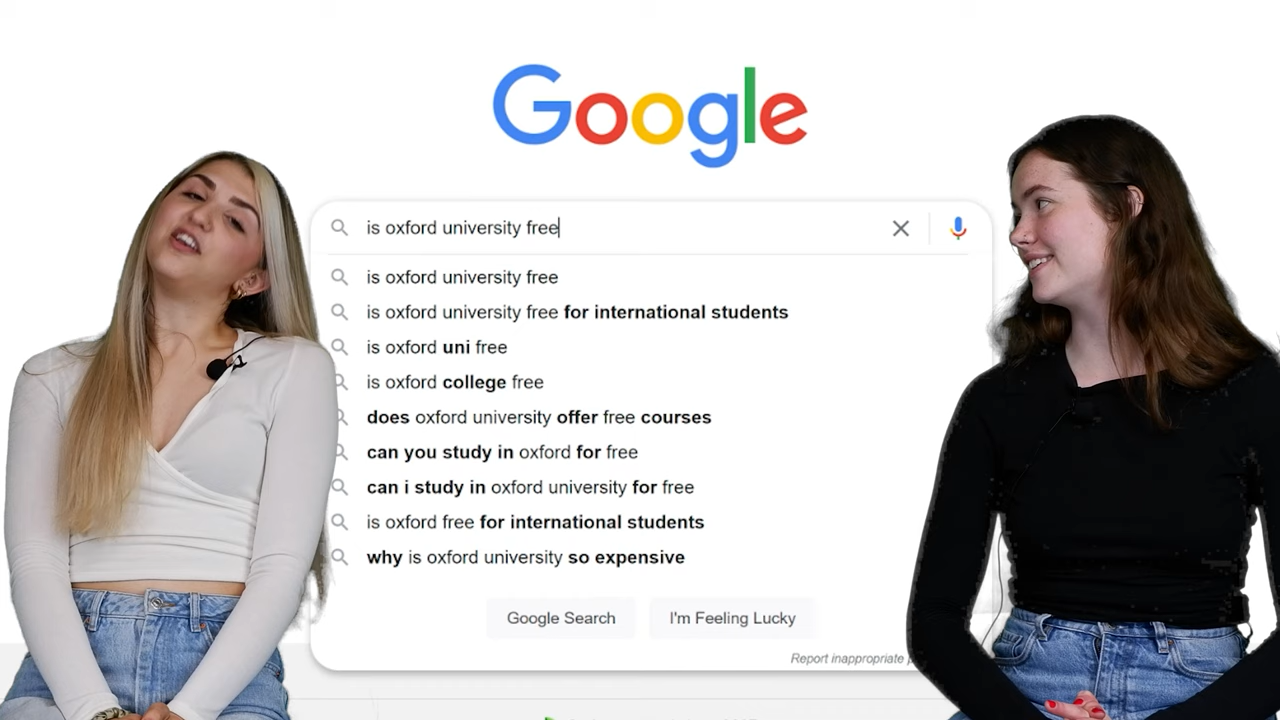 Google
is oxford university free
is oxford university free
is oxford university free for international students
is oxford uni free
is oxford college free
does oxford university offer free courses
can you study in oxford for free
can i study in oxford university for free
is oxford free for international students
why is oxford university so expensive
Google Search
I'm Feeling Lucky
Report inappropriate